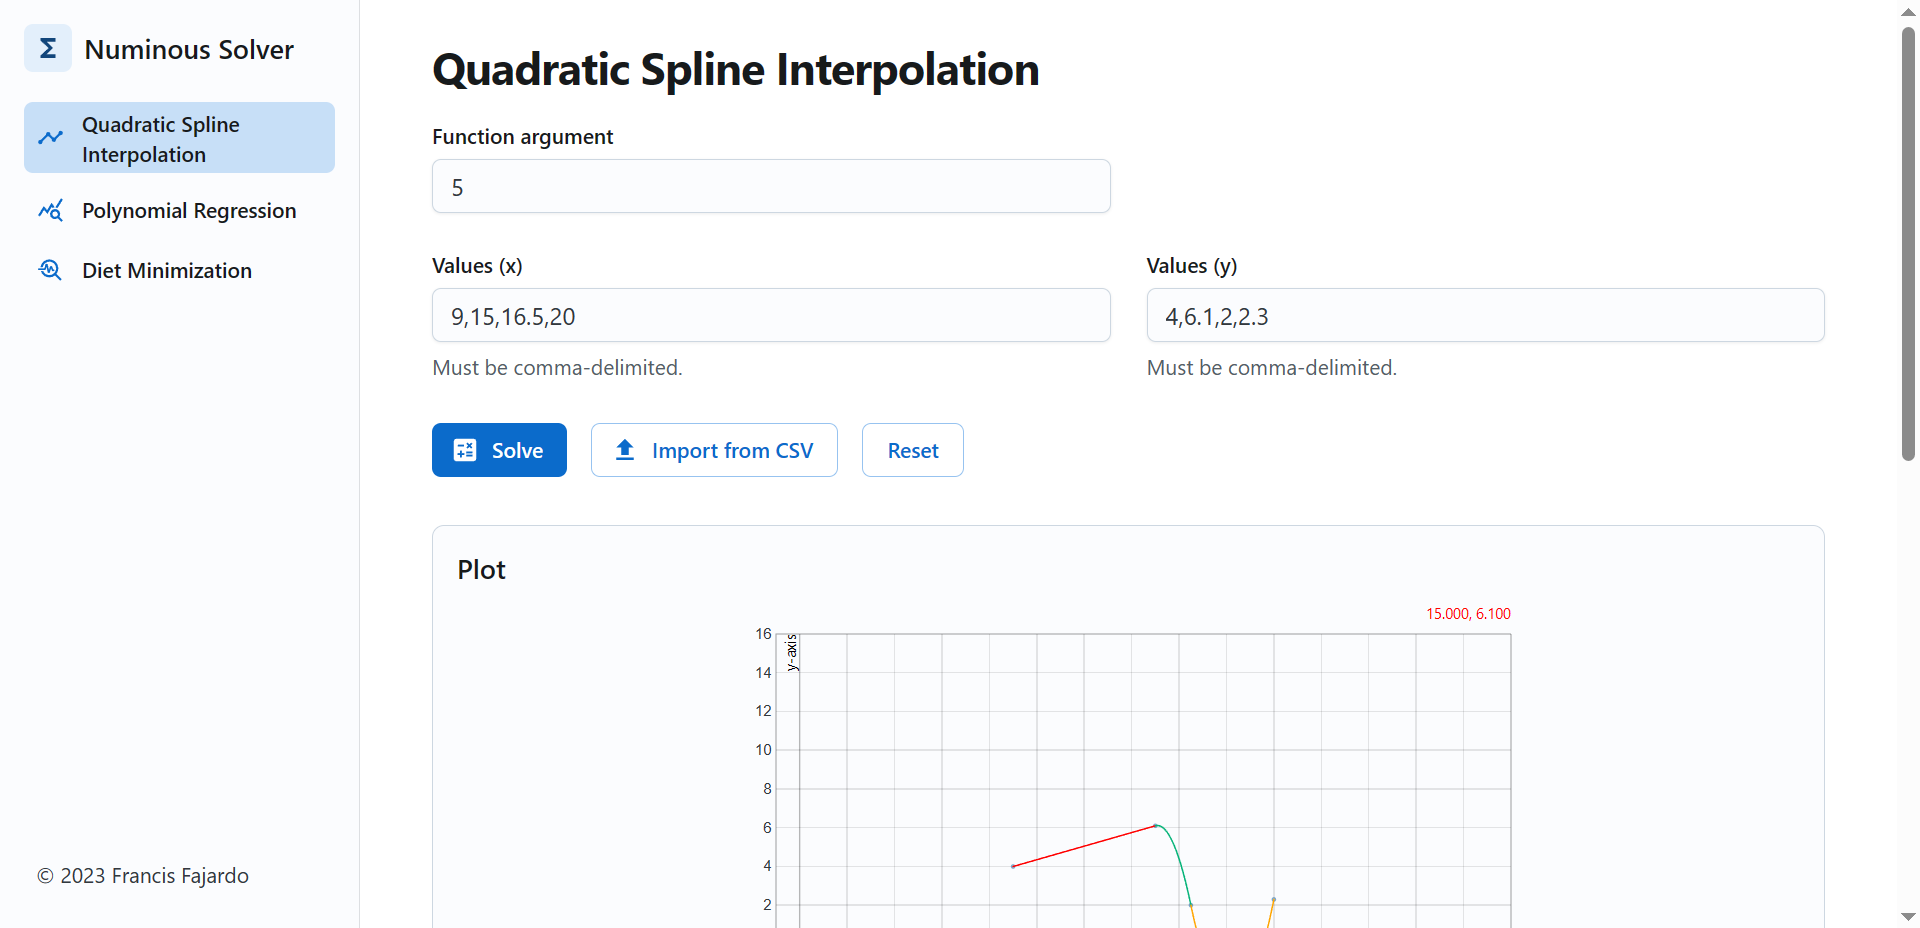 Σ Numinous Solver
Quadratic Spline
Interpolation
Polynomial Regression
Diet Minimization
© 2023 Francis Fajardo
Quadratic Spline Interpolation
Function argument
5
Values (x)
9,15,16.5,20
Must be comma-delimited.
Values (y)
4,6.1,2,2.3
Must be comma-delimited.
Solve
Import from CSV
Reset
Plot
15.000, 6.100
y-axis
16
14
12
10
8
6
4
2